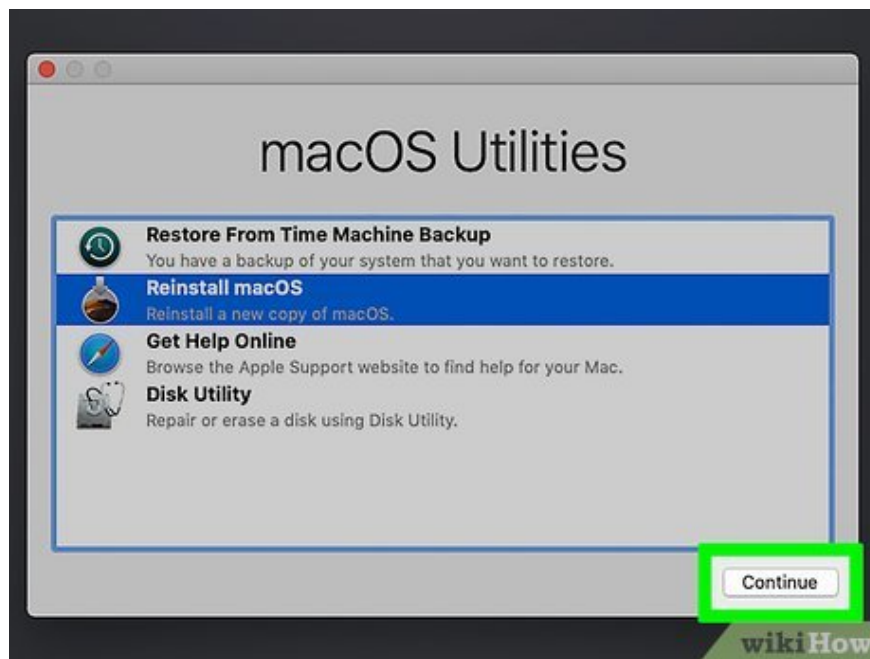 macOS Utilities
Restore From Time Machine Backup
You have a backup of your system that you want to restore.
Reinstall macOS
Reinstall a new copy of macOS.
Get Help Online
Browse the Apple Support website to find help for your Mac.
Disk Utility
Repair or erase a disk using Disk Utility.
Continue
wikiHow